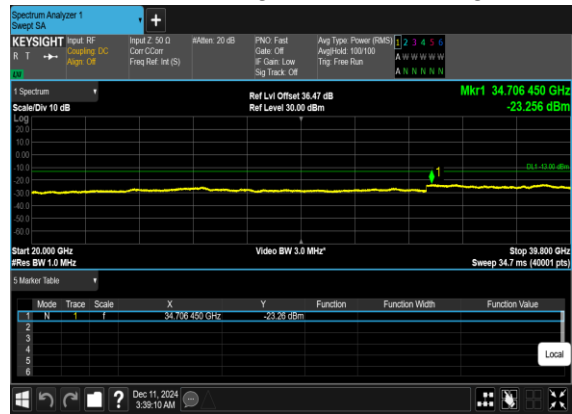 Spectrum Analyzer 1
Swept SA
+
KEYSIGHT Input: RF Input Z: 50 Ω #Atten: 20 dB PNO: Fast Avg Type: Power (RMS) 1 2 3 4 5 6
R T Coupling: DC Corr CCorr Gate: Off Avg|Hold: 100/100 A W W W W W
Align: Off Freq Ref: Int (S) IF Gain: Low Trig: Free Run A N N N N N
LW Sig Track: Off
1 Spectrum Ref Lvl Offset 36.47 dB Mkr1 34.706 450 GHz
Scale/Div 10 dB Ref Level 30.00 dBm -23.256 dBm
Log
20.0
10.0
0.00
-10.0 1 DL1 -13.00 dBm
-20.0
-30.0
-40.0
-50.0
-60.0
Start 20.000 GHz Video BW 3.0 MHz* Stop 39.800 GHz
#Res BW 1.0 MHz Sweep 34.7 ms (40001 pts)
5 Marker Table
Mode Trace Scale X Y Function Function Width Function Value
1 N 1 f 34.706 450 GHz -23.26 dBm
2
3
4
5
6
Local
? Dec 11, 2024
3:39:10 AM